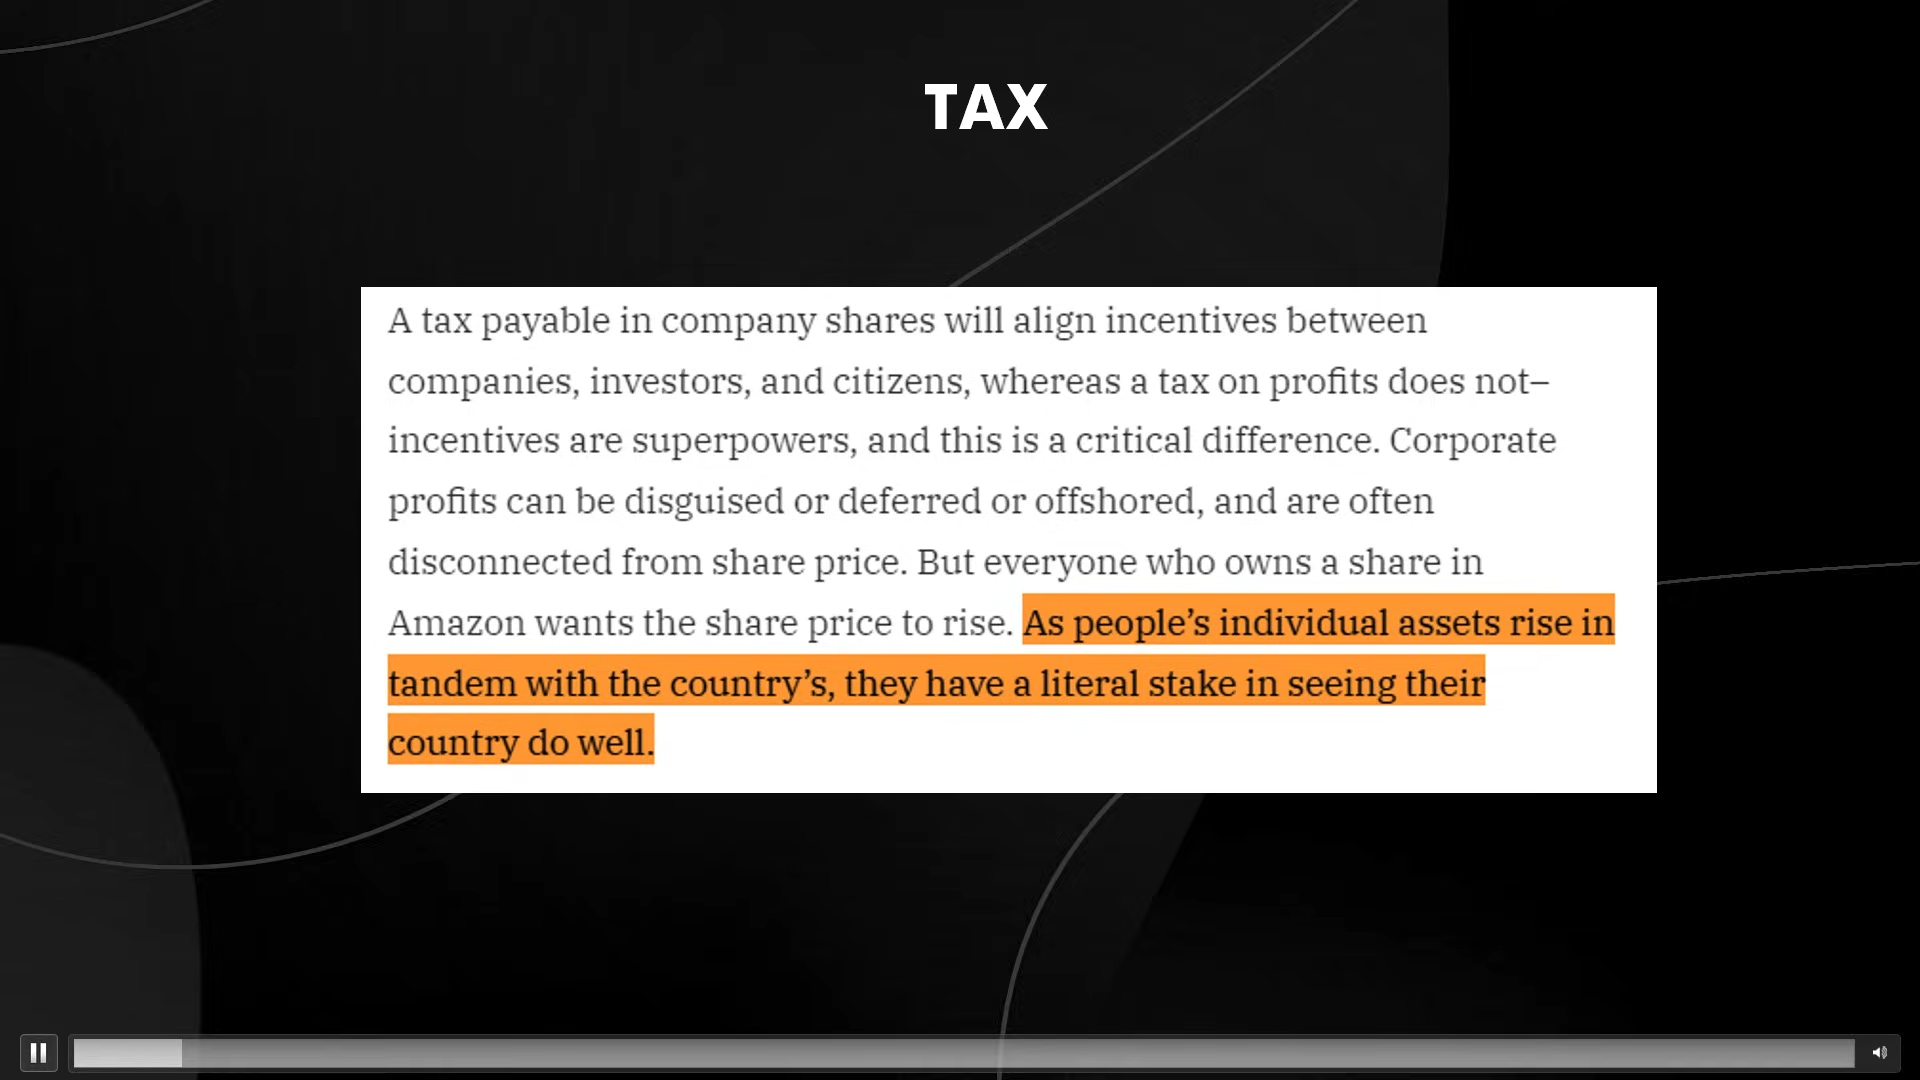 TAX
A tax payable in company shares will align incentives between
companies, investors, and citizens, whereas a tax on profits does not–
incentives are superpowers, and this is a critical difference. Corporate
profits can be disguised or deferred or offshored, and are often
disconnected from share price. But everyone who owns a share in
Amazon wants the share price to rise. As people’s individual assets rise in
tandem with the country’s, they have a literal stake in seeing their
country do well.